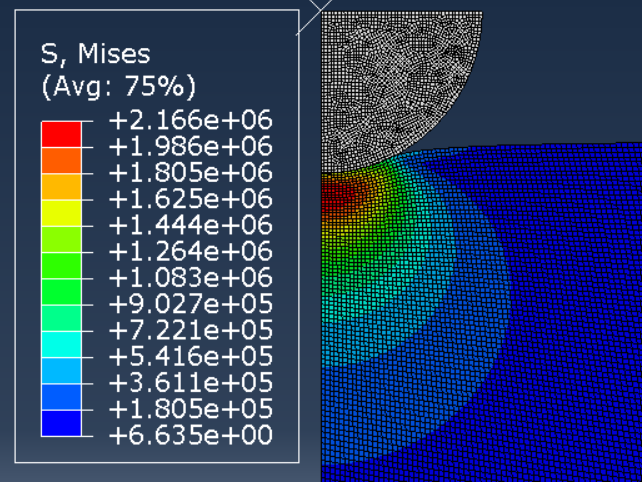 S, Mises
(Avg: 75%)
+2.166e+06
+1.986e+06
+1.805e+06
+1.625e+06
+1.444e+06
+1.264e+06
+1.083e+06
+9.027e+05
+7.221e+05
+5.416e+05
+3.611e+05
+1.805e+05
+6.635e+00